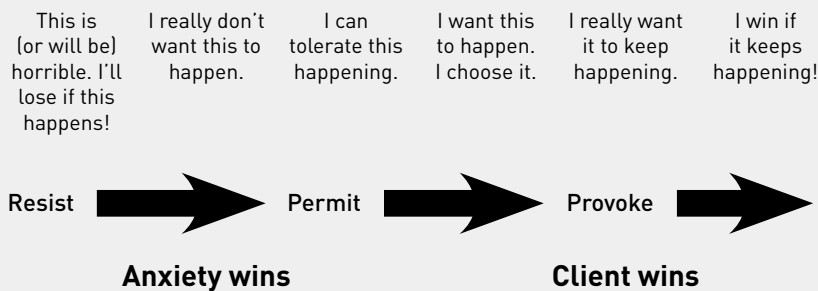 This is
(or will be)
horrible. I'll
lose if this
happens!
I really don't
want this to
happen.
I can
tolerate this
happening.
I want this
to happen.
I choose it.
I really want
it to keep
happening.
I win if
it keeps
happening!
Resist
Permit
Provoke
Anxiety wins
Client wins